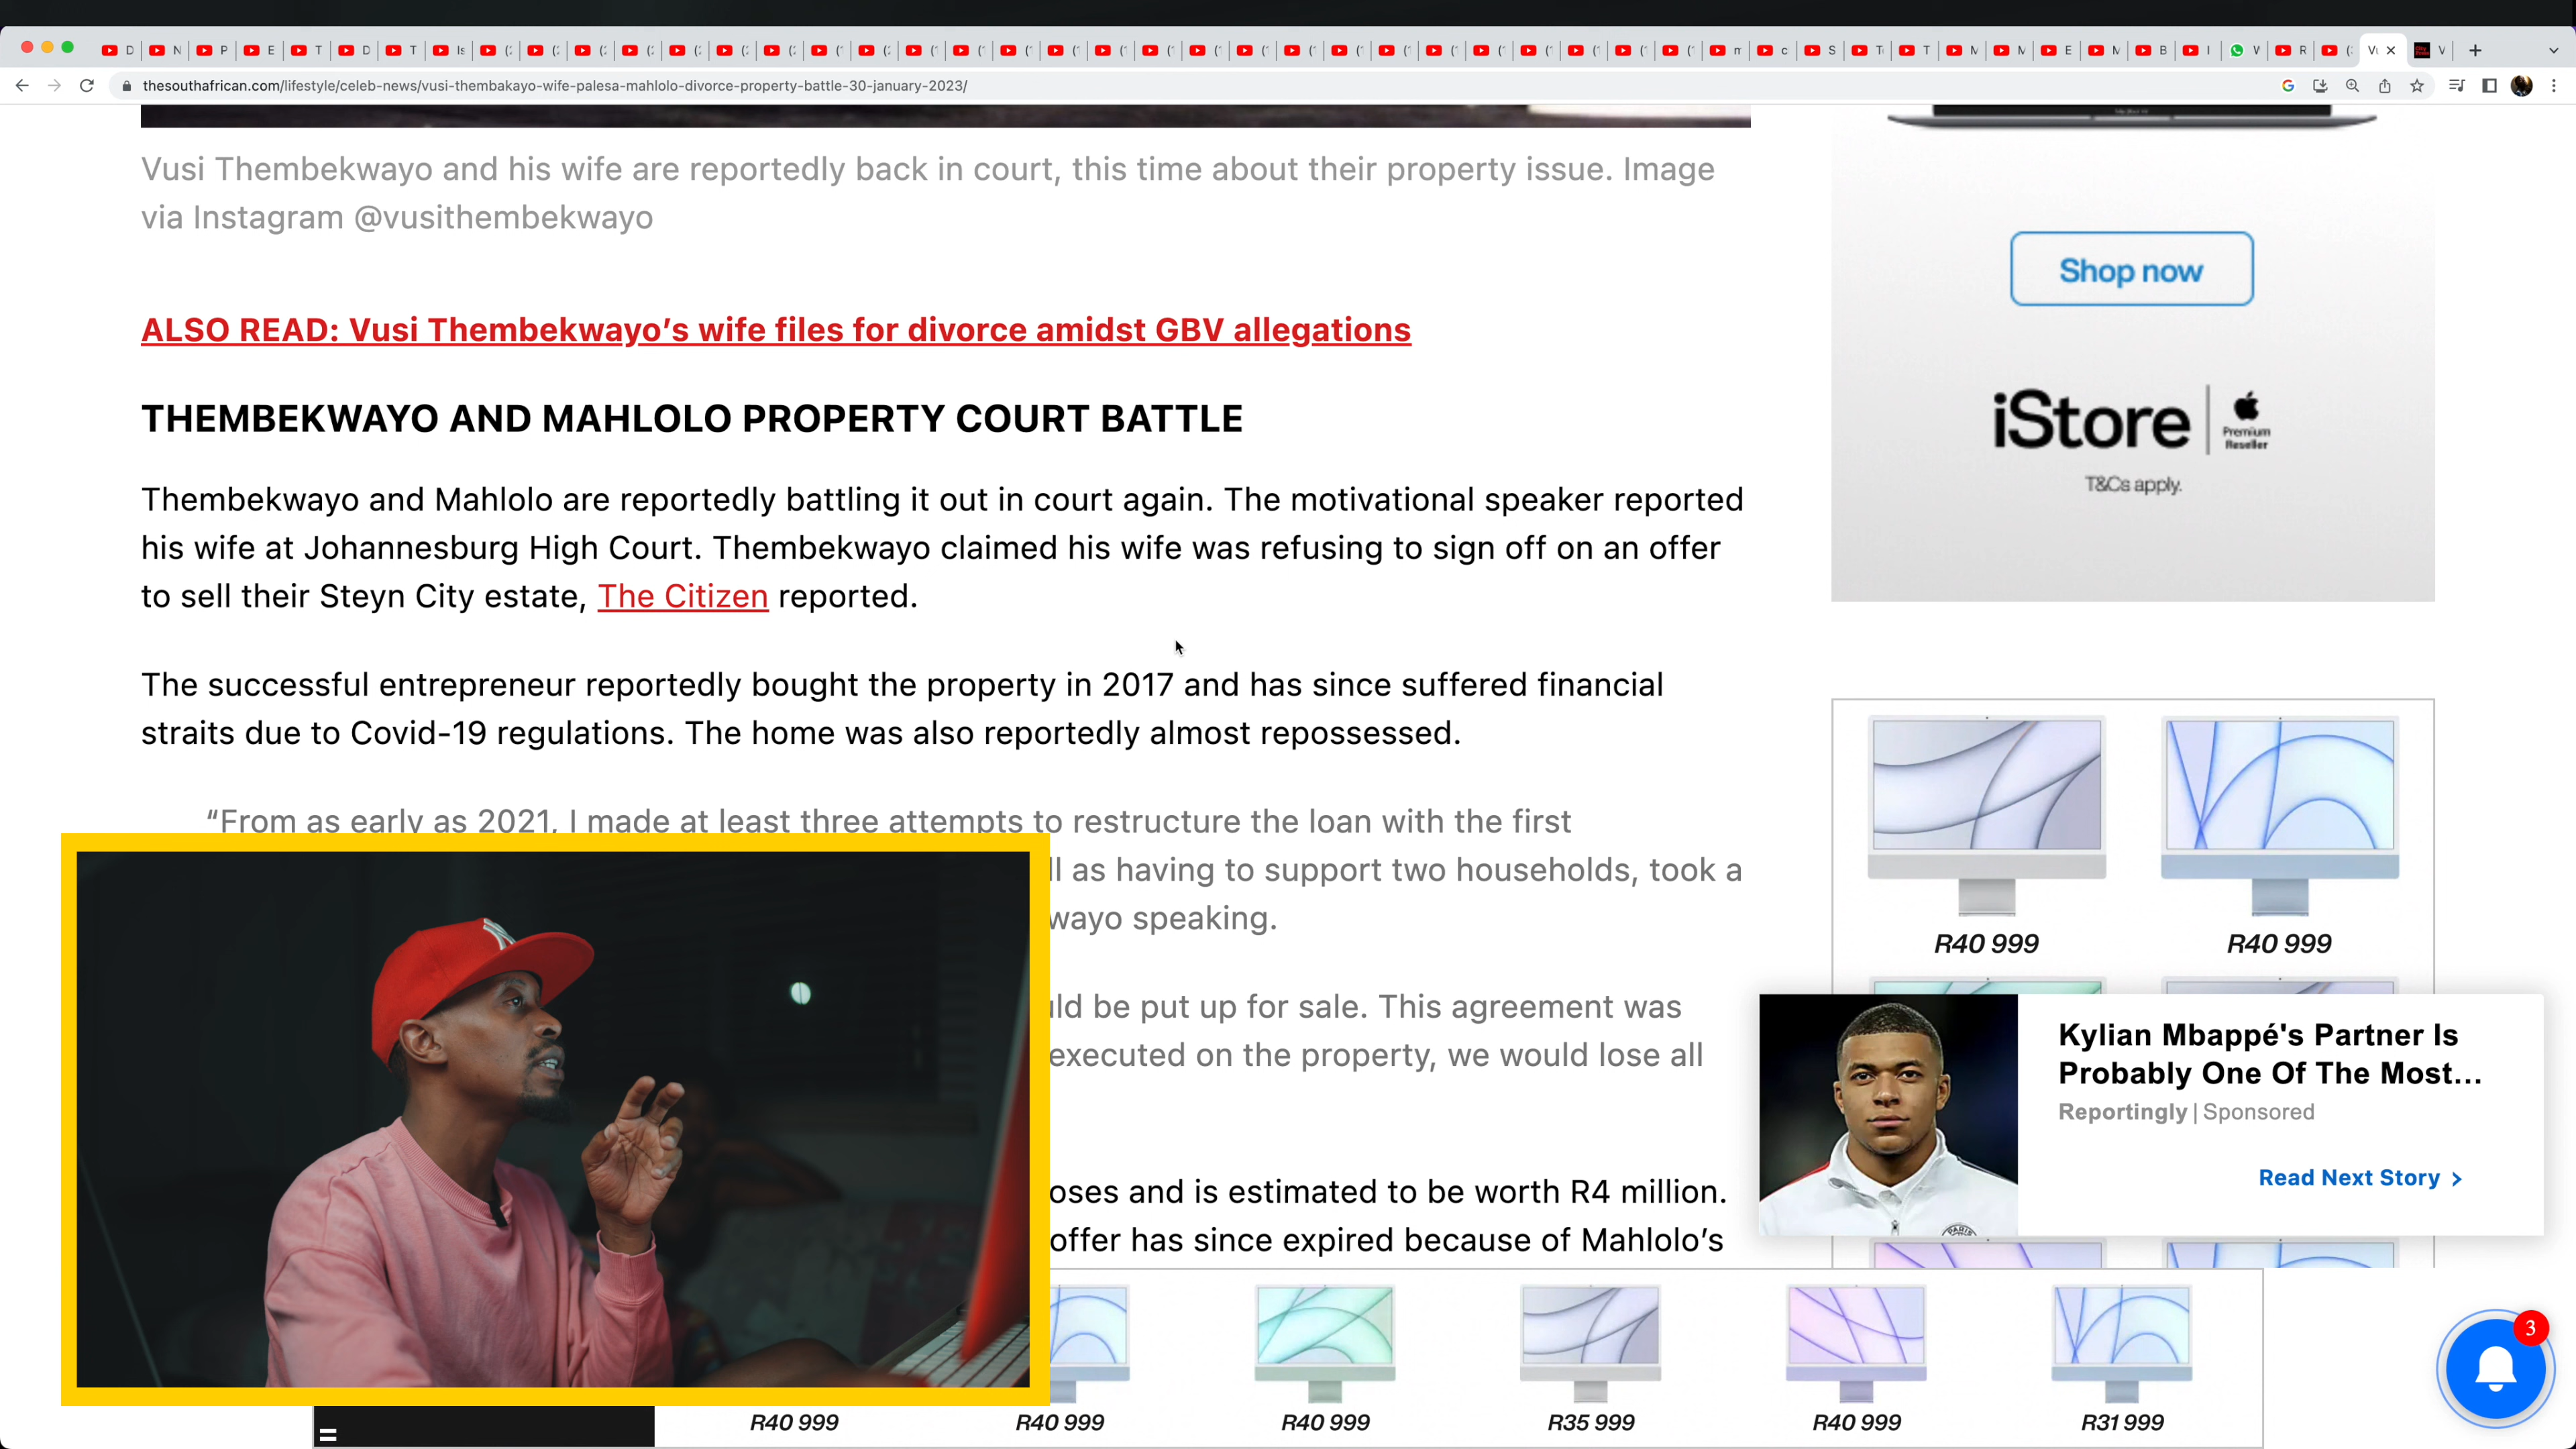 D N P E T D T Is
thesouthafrican.com/lifestyle/celeb-news/vusi-thembakayo-wife-palesa-mahlolo-divorce-property-battle-30-january-2023/
Vusi Thembekwayo and his wife are reportedly back in court, this time about their property issue. Image
via Instagram @vusithembekwayo
ALSO READ: Vusi Thembekwayo’s wife files for divorce amidst GBV allegations
THEMBEKWAYO AND MAHLOLO PROPERTY COURT BATTLE
Thembekwayo and Mahlolo are reportedly battling it out in court again. The motivational speaker reported
his wife at Johannesburg High Court. Thembekwayo claimed his wife was refusing to sign off on an offer
to sell their Steyn City estate, The Citizen reported.
The successful entrepreneur reportedly bought the property in 2017 and has since suffered financial
straits due to Covid-19 regulations. The home was also reportedly almost repossessed.
“From as early as 2021, I made at least three attempts to restructure the loan with the first
ll as having to support two households, took a
wayo speaking.
uld be put up for sale. This agreement was
executed on the property, we would lose all
oses and is estimated to be worth R4 million.
offer has since expired because of Mahlolo’s
Shop now
iStore
Premium
Reseller
T&Cs apply.
R40 999 R40 999
Kylian Mbappé's Partner Is
Probably One Of The Most...
Reportingly | Sponsored
Read Next Story >
3
R40 999 R40 999 R40 999 R35 999 R40 999 R31 999